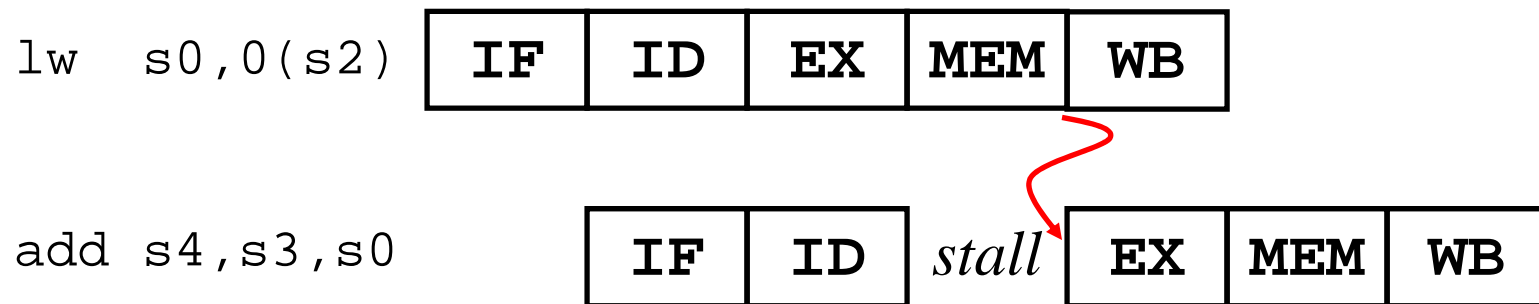 lw s0,0(s2) IF ID EX MEM WB
add s4,s3,s0 IF ID stall EX MEM WB